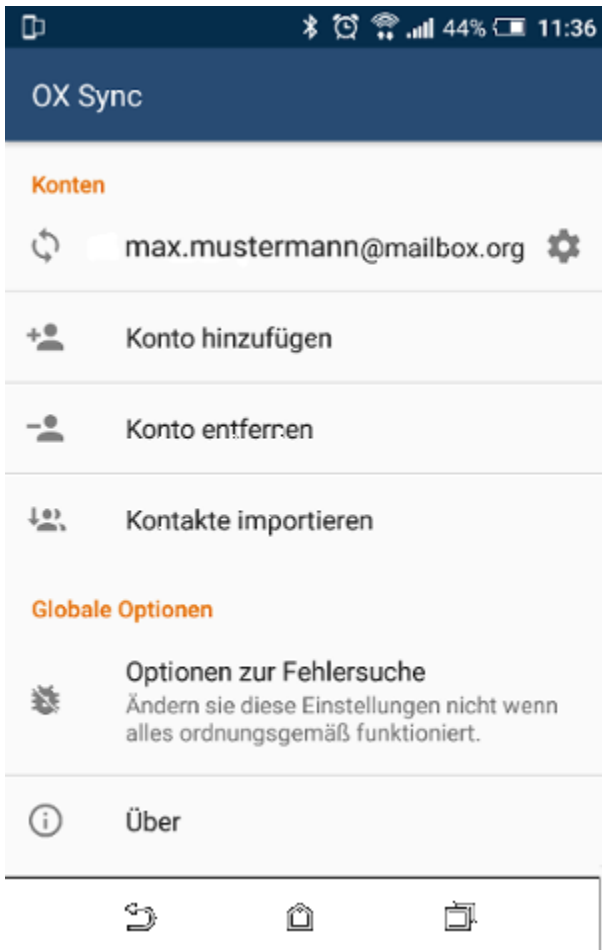 44% 11:36
OX Sync
Konten
max.mustermann@mailbox.org
Konto hinzufügen
Konto entfernen
Kontakte importieren
Globale Optionen
Optionen zur Fehlersuche
Ändern sie diese Einstellungen nicht wenn
alles ordnungsgemäß funktioniert.
Über